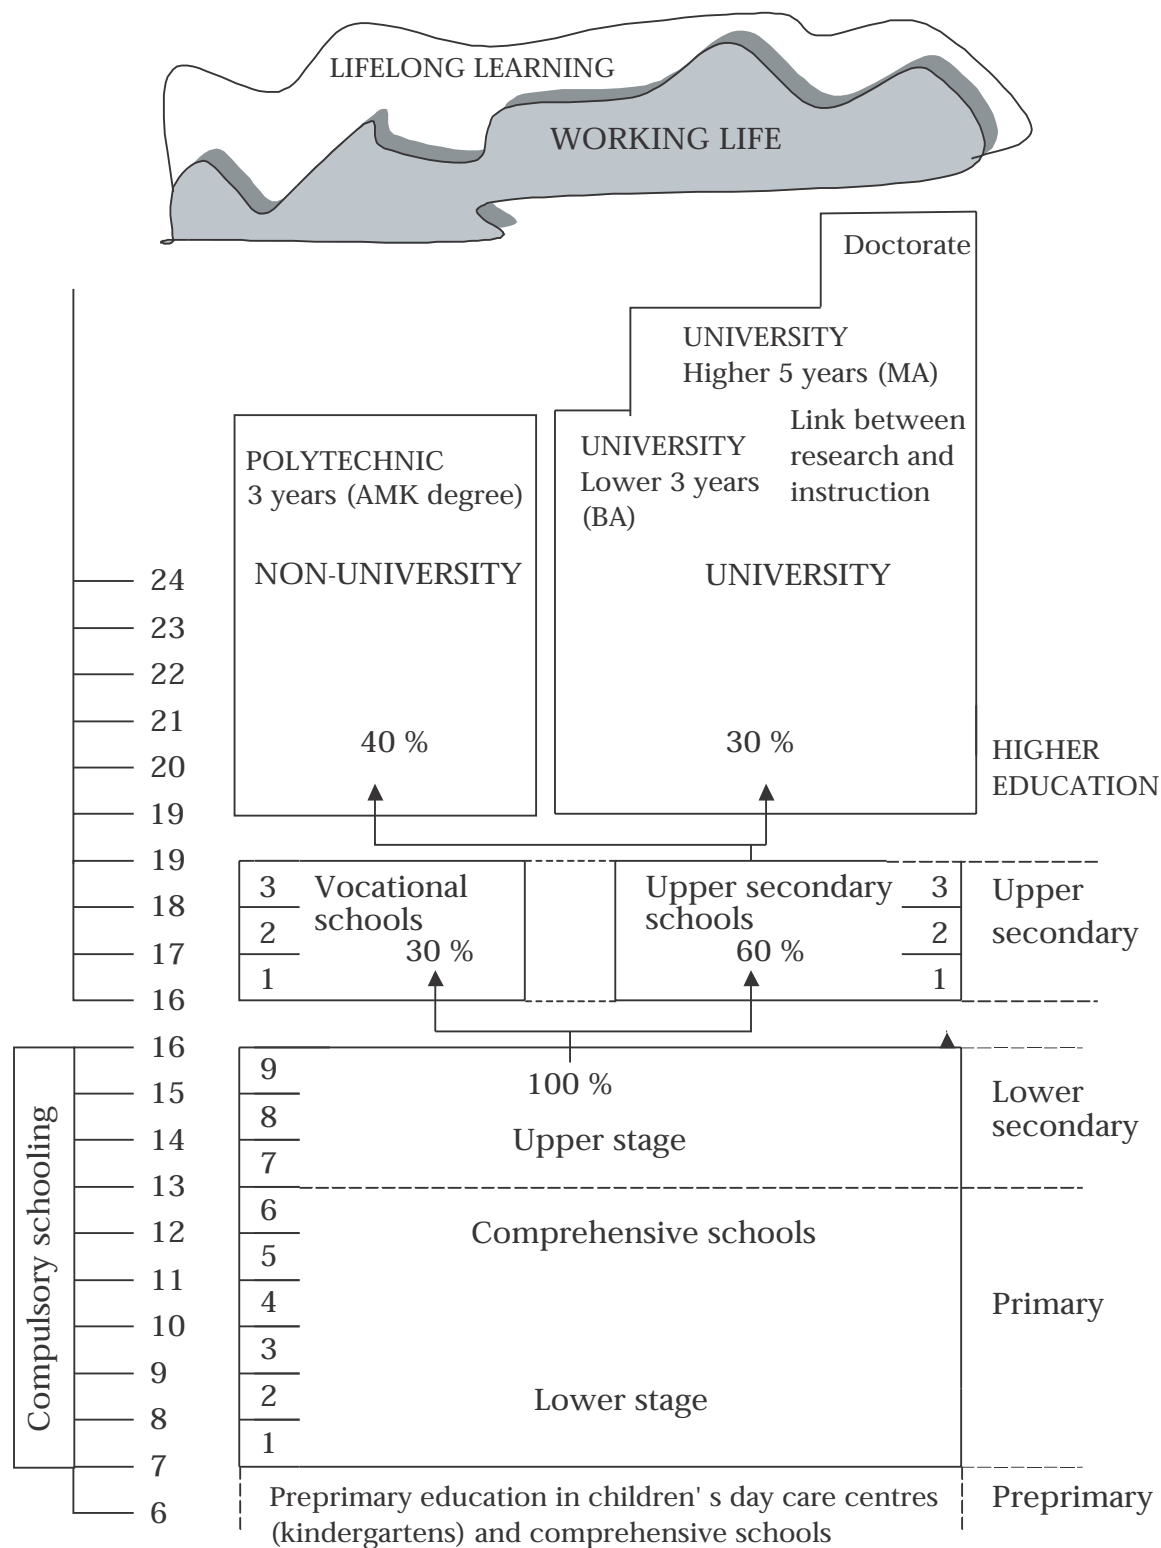 LIFELONG LEARNING
WORKING LIFE
Doctorate
UNIVERSITY
Higher 5 years (MA)
Link between
research and
instruction
UNIVERSITY
Lower 3 years
(BA)
UNIVERSITY
POLYTECHNIC
3 years (AMK degree)
NON-UNIVERSITY
40 %
30 %
HIGHER
EDUCATION
24
23
22
21
20
19
19
18
17
16
3
2
1
Vocational
schools
30 %
Upper secondary
schools
60 %
3
2
1
Upper
secondary
Compulsory schooling
16
15
14
13
12
11
10
9
8
7
6
9
8
7
6
5
4
3
2
1
100 %
Upper stage
Comprehensive schools
Lower stage
Lower
secondary
Primary
Preprimary education in children' s day care centres
(kindergartens) and comprehensive schools
Preprimary